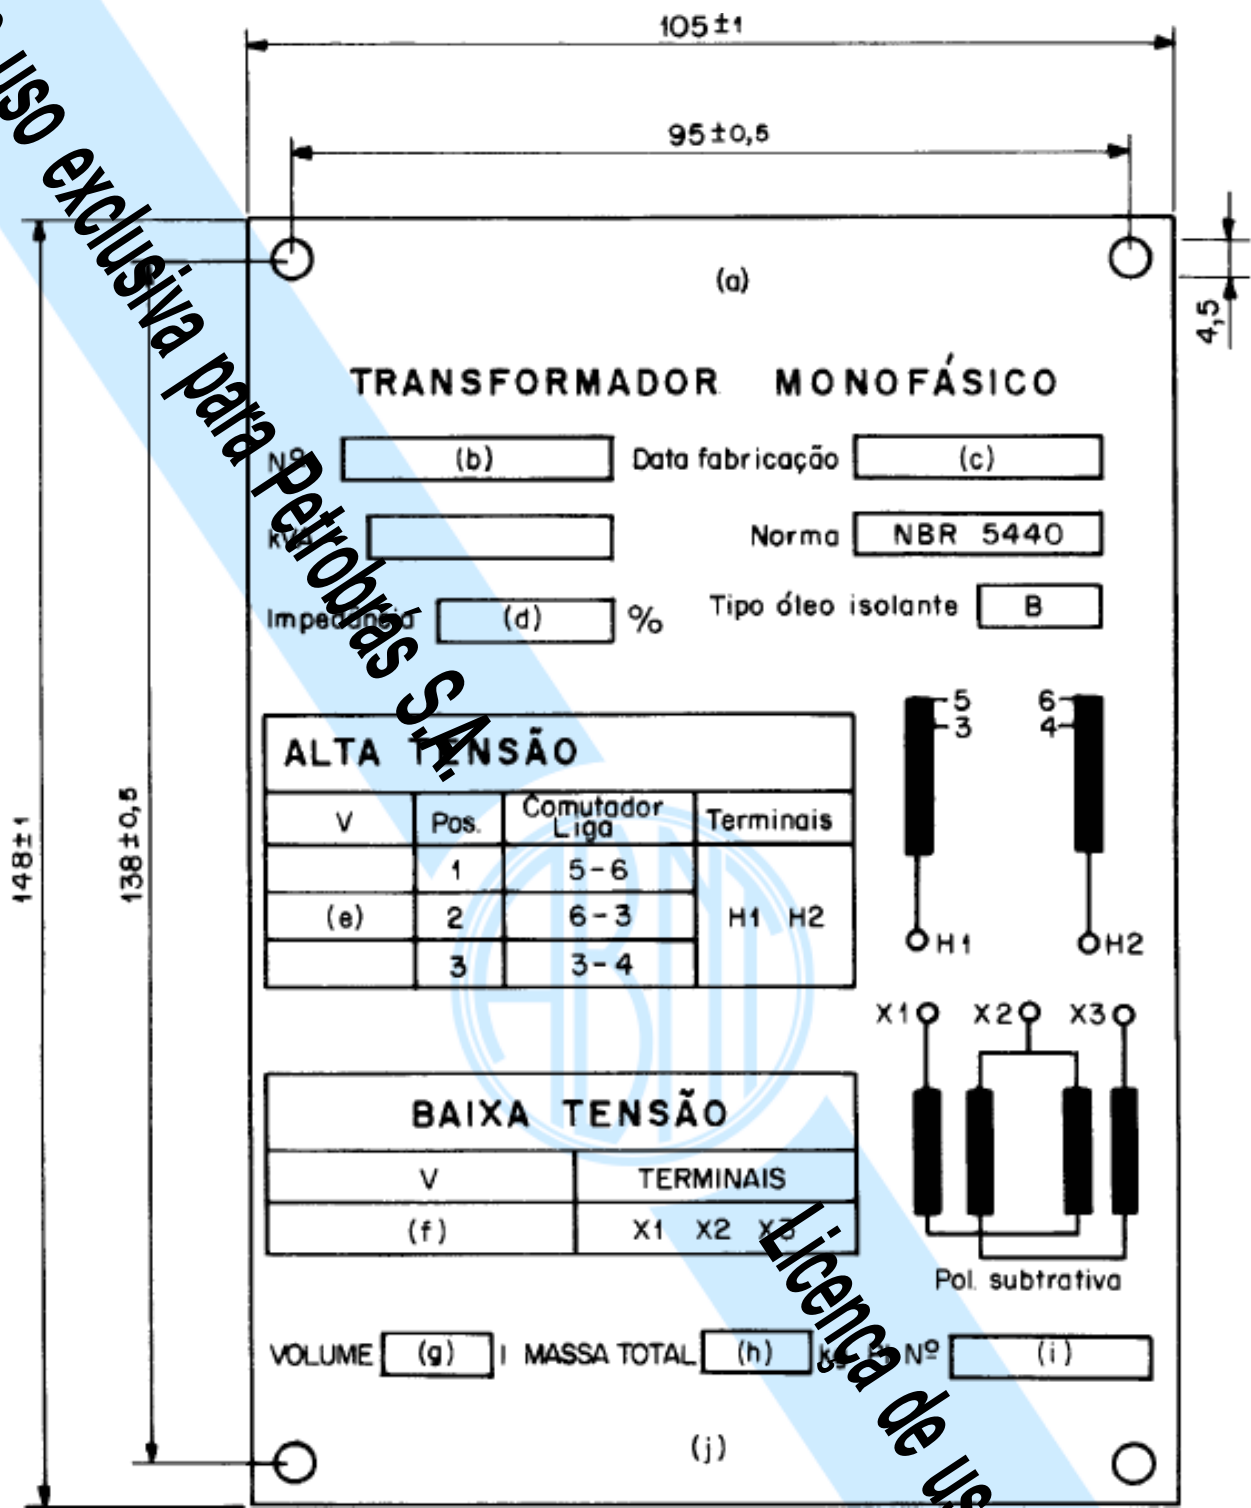 105±1
95±0,5
4,5
148±1
138±0,5
(a)
TRANSFORMADOR MONOFÁSICO
Nº (b) Data fabricação (c)
kVA Norma NBR 5440
Impedância (d) % Tipo óleo isolante B
5 6
3 4
ALTA TENSÃO
V Pos. Comutador Liga Terminais
1 5-6
(e) 2 6-3 H1 H2
3 3-4
H1 H2
X1 X2 X3
BAIXA TENSÃO
V TERMINAIS
(f) X1 X2 X3
Pol. subtrativa
VOLUME (g) l MASSA TOTAL (h) kg Nº (i)
(j)
uso exclusiva para Petrobrás S.A.
Licença de us
ABNT